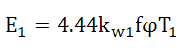 E₁ = 4.44k_w1fφT₁